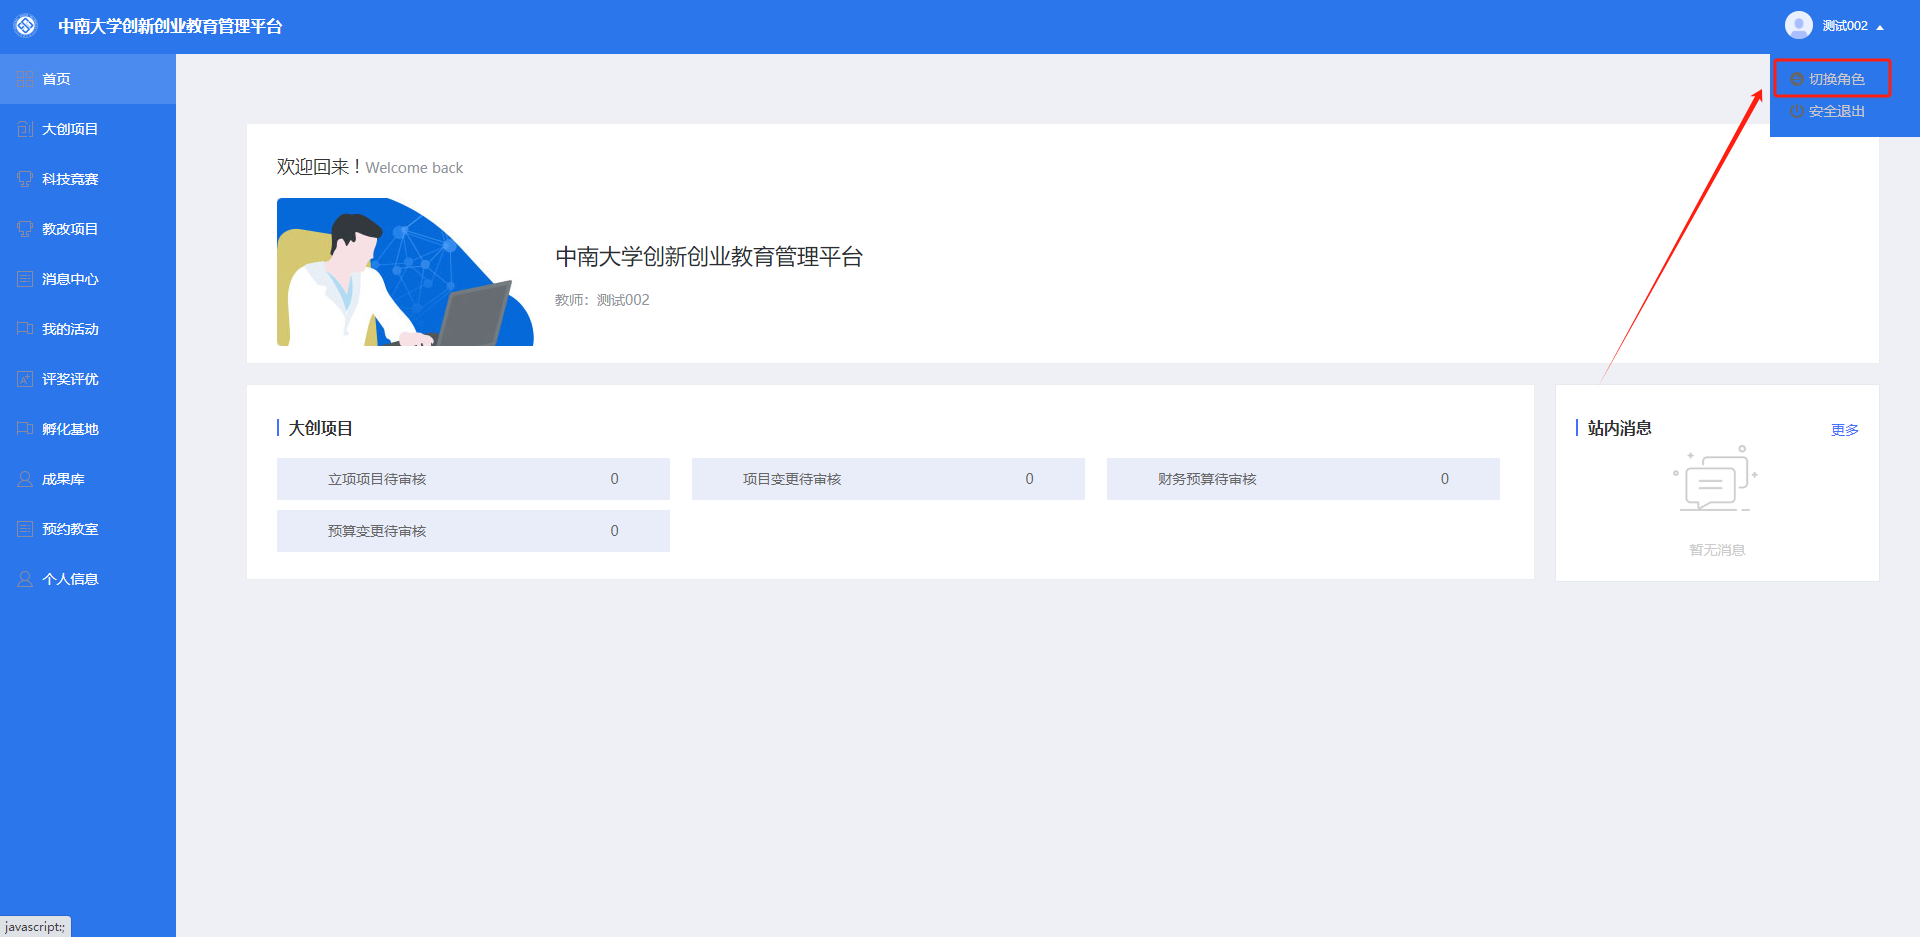 中南大学创新创业教育管理平台
测试002
切换角色
安全退出
首页
大创项目
科技竞赛
教改项目
消息中心
我的活动
评奖评优
孵化基地
成果库
预约教室
个人信息
欢迎回来！Welcome back
中南大学创新创业教育管理平台
教师：测试002
大创项目
立项项目待审核 0
项目变更待审核 0
财务预算待审核 0
预算变更待审核 0
站内消息
更多
暂无消息
javascript:;